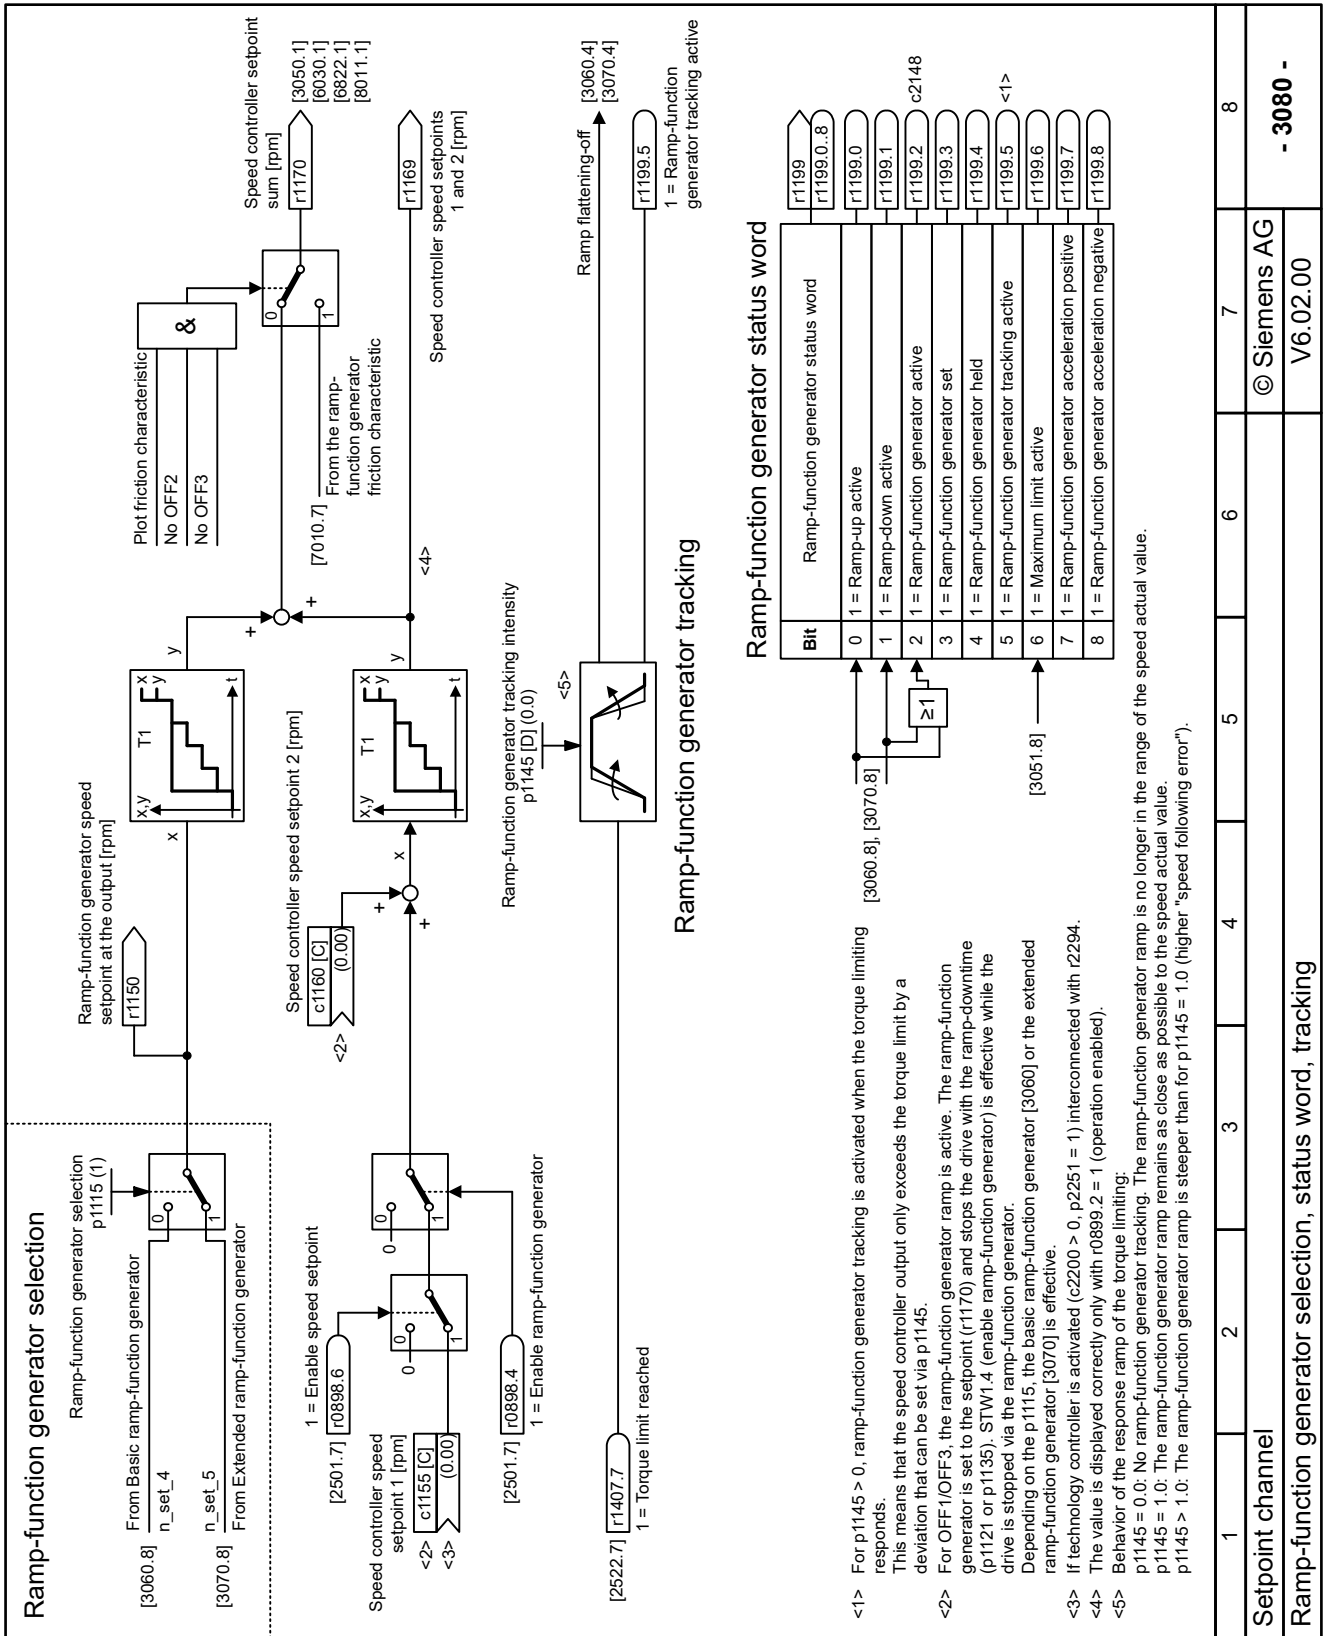 Ramp-function generator selection
Ramp-function generator selection
p1115 (1)
[3060.8]
From Basic ramp-function generator
n_set_4
0
1
n_set_5
[3070.8]
From Extended ramp-function generator
Ramp-function generator speed
setpoint at the output [rpm]
r1150
x
x,y
T1
x
y
t
y
+
+
Plot friction characteristic
No OFF2
No OFF3
&
0
1
[7010.7]
From the ramp-
function generator
friction characteristic
Speed controller setpoint
sum [rpm]
r1170
[3050.1]
[6030.1]
[6822.1]
[8011.1]
1 = Enable speed setpoint
[2501.7]
r0898.6
Speed controller speed
setpoint 1 [rpm]
<2>
<3>
c1155 [C]
(0.00)
0
0
1
0
0
1
[2501.7]
r0898.4
1 = Enable ramp-function generator
Speed controller speed setpoint 2 [rpm]
<2>
c1160 [C]
(0.00)
+
+
x
x,y
T1
x
y
t
y
<4>
r1169
Speed controller speed setpoints
1 and 2 [rpm]
[2522.7]
r1407.7
1 = Torque limit reached
Ramp-function generator tracking intensity
p1145 [D] (0.0)
<5>
Ramp flattening-off
[3060.4]
[3070.4]
r1199.5
1 = Ramp-function
generator tracking active
Ramp-function generator tracking
Ramp-function generator status word
Bit
Ramp-function generator status word
r1199
r1199.0..8
0 1 = Ramp-up active r1199.0
1 1 = Ramp-down active r1199.1
2 1 = Ramp-function generator active r1199.2 c2148
3 1 = Ramp-function generator set r1199.3
4 1 = Ramp-function generator held r1199.4
5 1 = Ramp-function generator tracking active r1199.5 <1>
6 1 = Maximum limit active r1199.6
7 1 = Ramp-function generator acceleration positive r1199.7
8 1 = Ramp-function generator acceleration negative r1199.8
[3060.8], [3070.8]
≥1
[3051.8]
<1> For p1145 > 0, ramp-function generator tracking is activated when the torque limiting
responds.
This means that the speed controller output only exceeds the torque limit by a
deviation that can be set via p1145.
<2> For OFF1/OFF3, the ramp-function generator ramp is active. The ramp-function
generator is set to the setpoint (r1170) and stops the drive with the ramp-downtime
(p1121 or p1135). STW1.4 (enable ramp-function generator) is effective while the
drive is stopped via the ramp-function generator.
Depending on the p1115, the basic ramp-function generator [3060] or the extended
ramp-function generator [3070] is effective.
<3> If technology controller is activated (c2200 > 0, p2251 = 1) interconnected with r2294.
<4> The value is displayed correctly only with r0899.2 = 1 (operation enabled).
<5> Behavior of the response ramp of the torque limiting:
p1145 = 0.0: No ramp-function generator tracking. The ramp-function generator ramp is no longer in the range of the speed actual value.
p1145 = 1.0: The ramp-function generator ramp remains as close as possible to the speed actual value.
p1145 > 1.0: The ramp-function generator ramp is steeper than for p1145 = 1.0 (higher "speed following error").
1 2 3 4 5 6 7 8
Setpoint channel
© Siemens AG
- 3080 -
Ramp-function generator selection, status word, tracking
V6.02.00